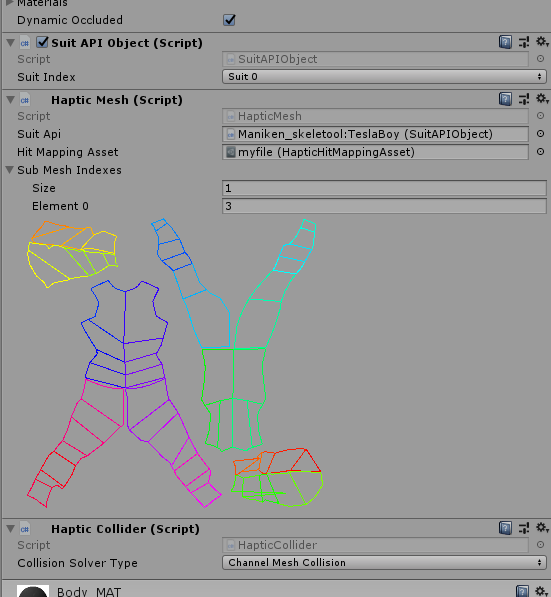 Materials
Dynamic Occluded
Suit API Object (Script)
Script SuitAPIObject
Suit Index Suit 0
Haptic Mesh (Script)
Script HapticMesh
Suit Api Maniken_skeletool:TeslaBoy (SuitAPIObject)
Hit Mapping Asset myfile (HapticHitMappingAsset)
Sub Mesh Indexes
Size 1
Element 0 3
Haptic Collider (Script)
Script HapticCollider
Collision Solver Type Channel Mesh Collision
Body_MAT